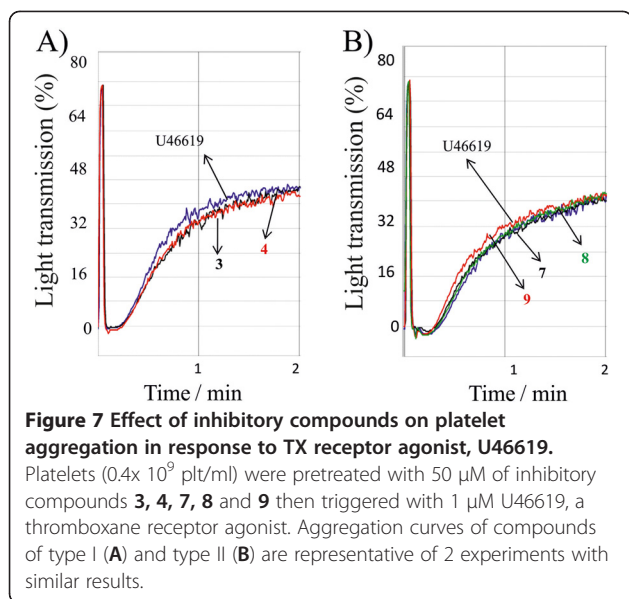 A)
B)
Light transmission (%)
80
64
48
32
16
0
U46619
3
4
1
2
Time / min
Light transmission (%)
80
64
48
32
16
0
U46619
7
8
9
1
2
Time / min
Figure 7 Effect of inhibitory compounds on platelet
aggregation in response to TX receptor agonist, U46619.
Platelets (0.4x 10⁹ plt/ml) were pretreated with 50 μM of inhibitory
compounds 3, 4, 7, 8 and 9 then triggered with 1 μM U46619, a
thromboxane receptor agonist. Aggregation curves of compounds
of type I (A) and type II (B) are representative of 2 experiments with
similar results.